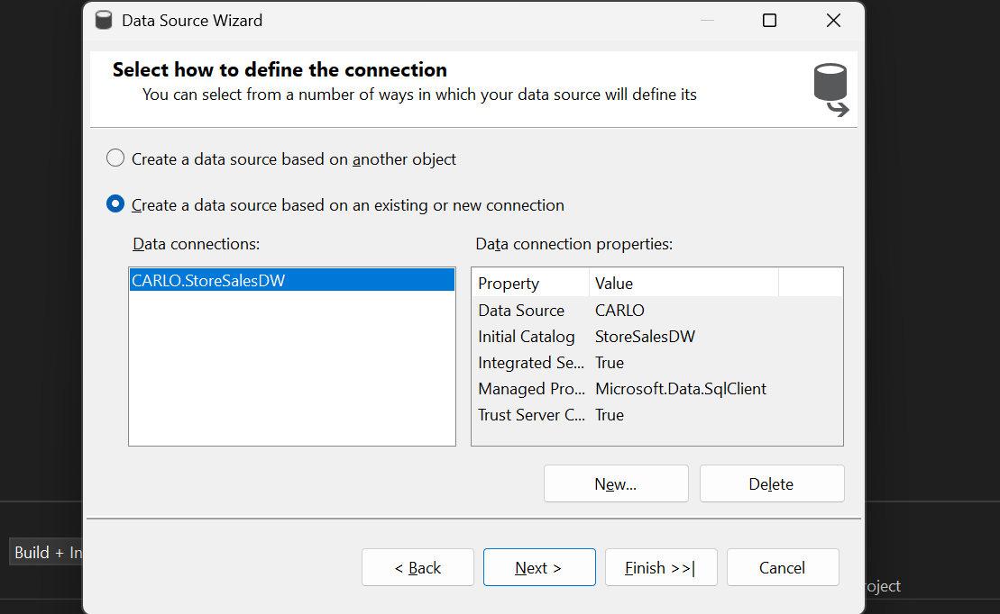 Data Source Wizard
Select how to define the connection
You can select from a number of ways in which your data source will define its
Create a data source based on another object
Create a data source based on an existing or new connection
Data connections:
Data connection properties:
CARLO.StoreSalesDW
Property Value
Data Source CARLO
Initial Catalog StoreSalesDW
Integrated Se... True
Managed Pro... Microsoft.Data.SqlClient
Trust Server C... True
New... Delete
Build + In
< Back Next > Finish >>| Cancel
oject